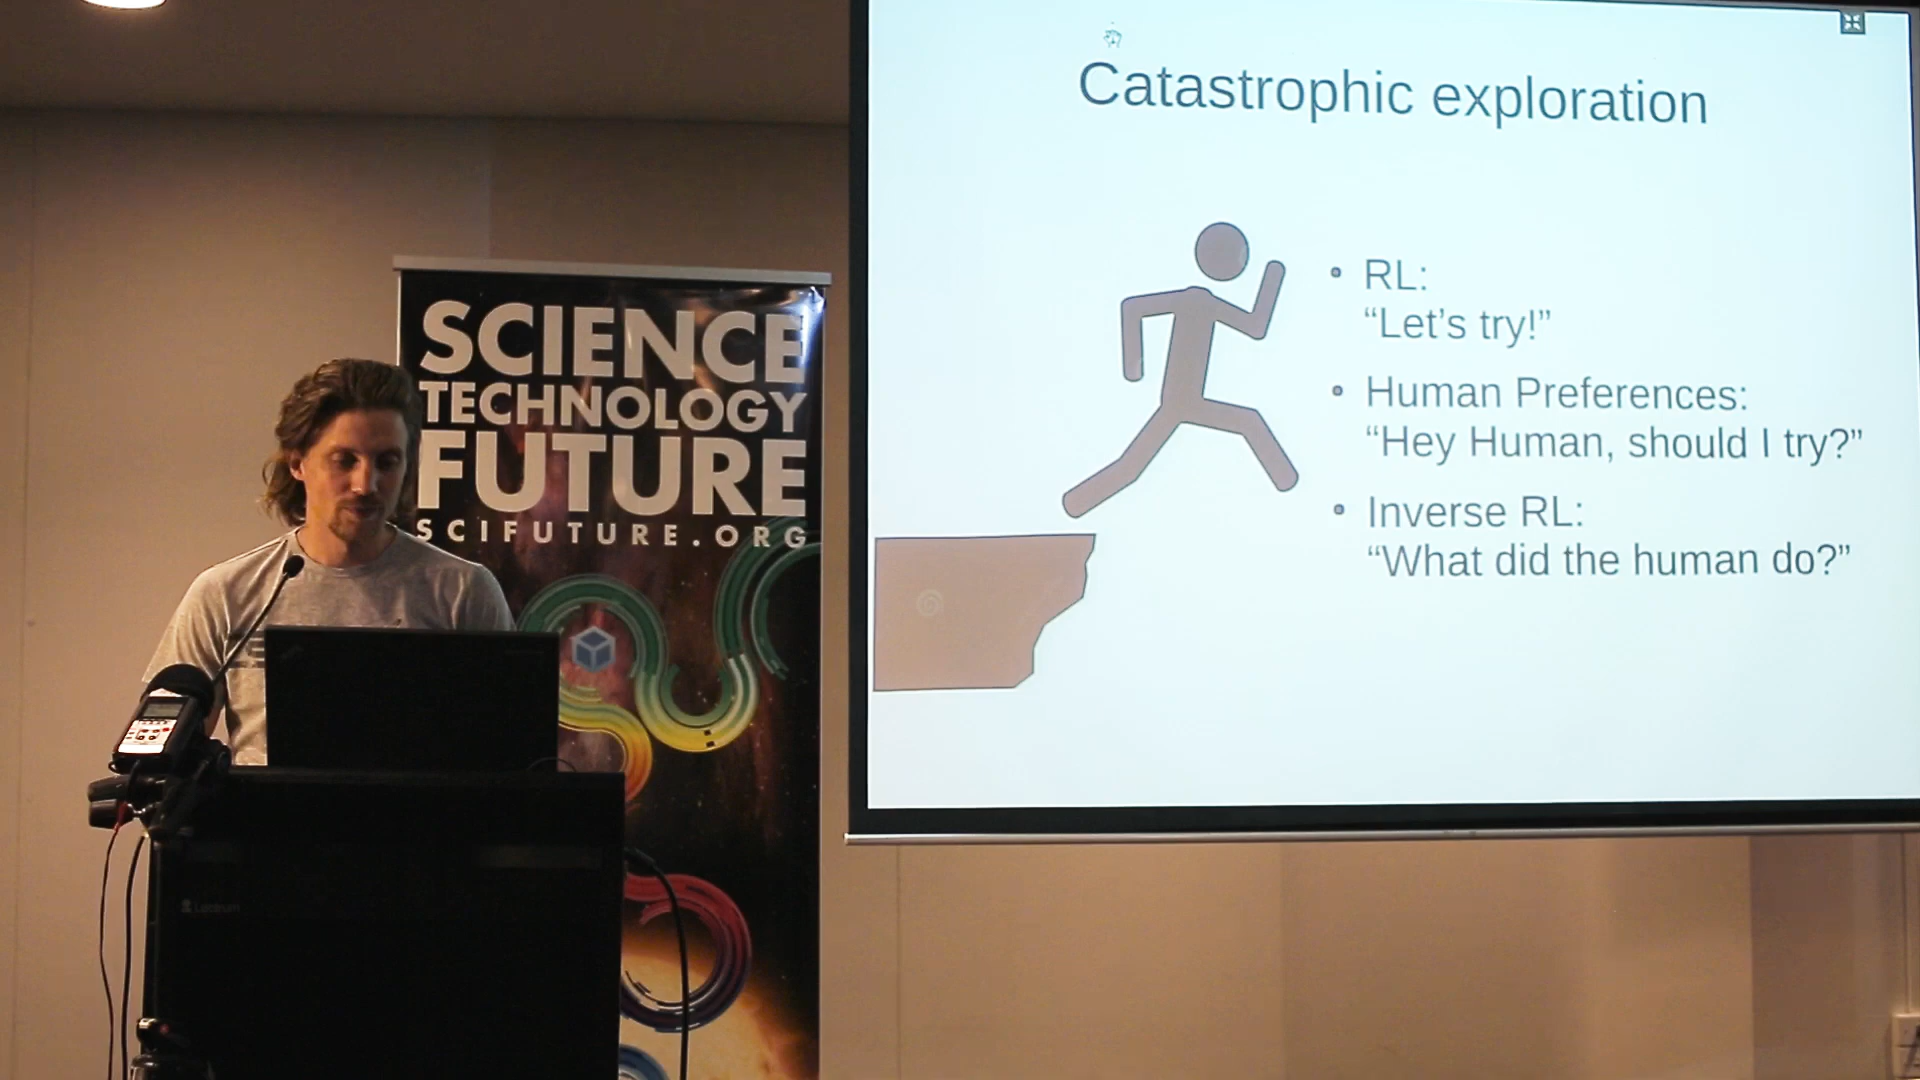 SCIENCE
TECHNOLOGY
FUTURE
SCIFUTURE.ORG
Catastrophic exploration
• RL:
“Let’s try!”
• Human Preferences:
“Hey Human, should I try?”
• Inverse RL:
“What did the human do?”